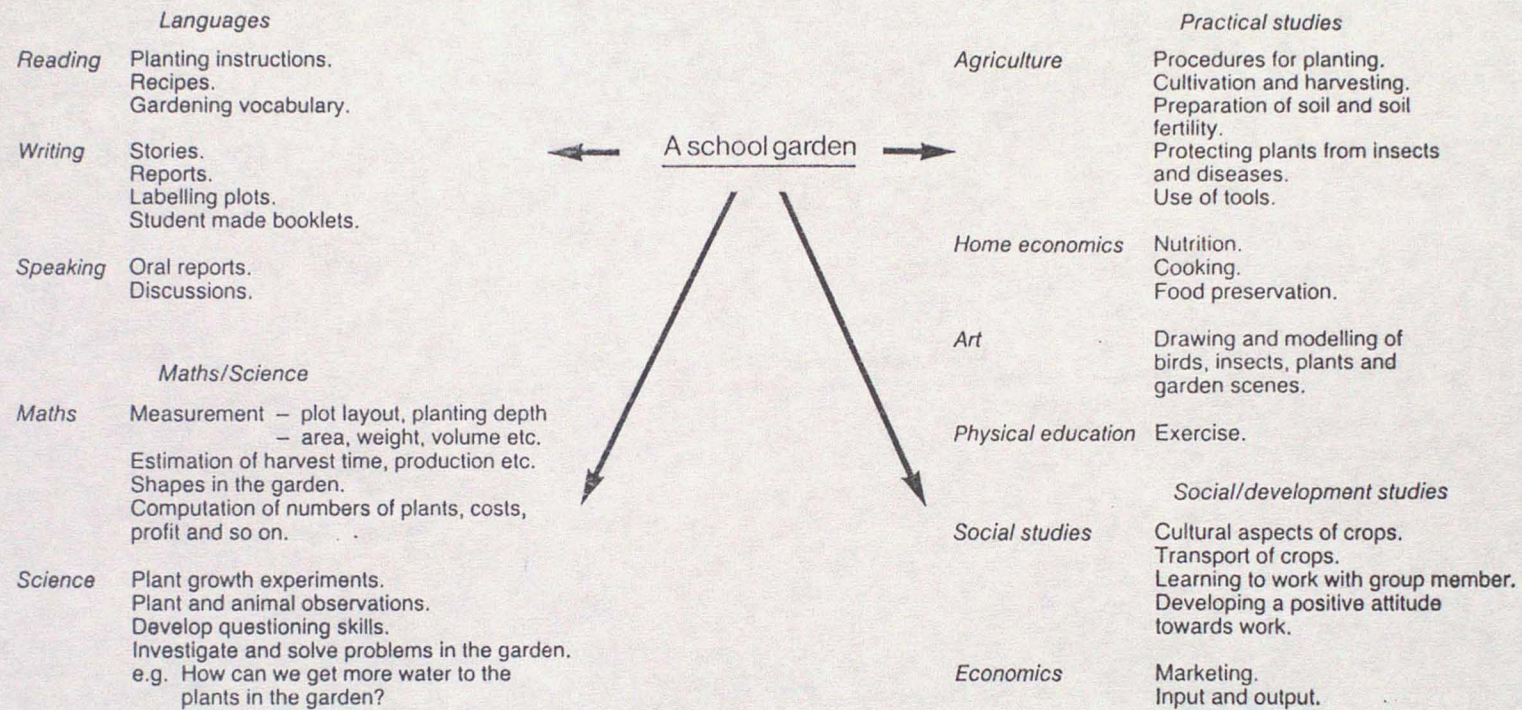 Languages
Reading Planting instructions.
Recipes.
Gardening vocabulary.
Writing Stories.
Reports.
Labelling plots.
Student made booklets.
Speaking Oral reports.
Discussions.
Maths/Science
Maths Measurement – plot layout, planting depth
– area, weight, volume etc.
Estimation of harvest time, production etc.
Shapes in the garden.
Computation of numbers of plants, costs,
profit and so on.
Science Plant growth experiments.
Plant and animal observations.
Develop questioning skills.
Investigate and solve problems in the garden.
e.g. How can we get more water to the
plants in the garden?
A school garden
Practical studies
Agriculture Procedures for planting.
Cultivation and harvesting.
Preparation of soil and soil
fertility.
Protecting plants from insects
and diseases.
Use of tools.
Home economics Nutrition.
Cooking.
Food preservation.
Art Drawing and modelling of
birds, insects, plants and
garden scenes.
Physical education Exercise.
Social/development studies
Social studies Cultural aspects of crops.
Transport of crops.
Learning to work with group member.
Developing a positive attitude
towards work.
Economics Marketing.
Input and output.